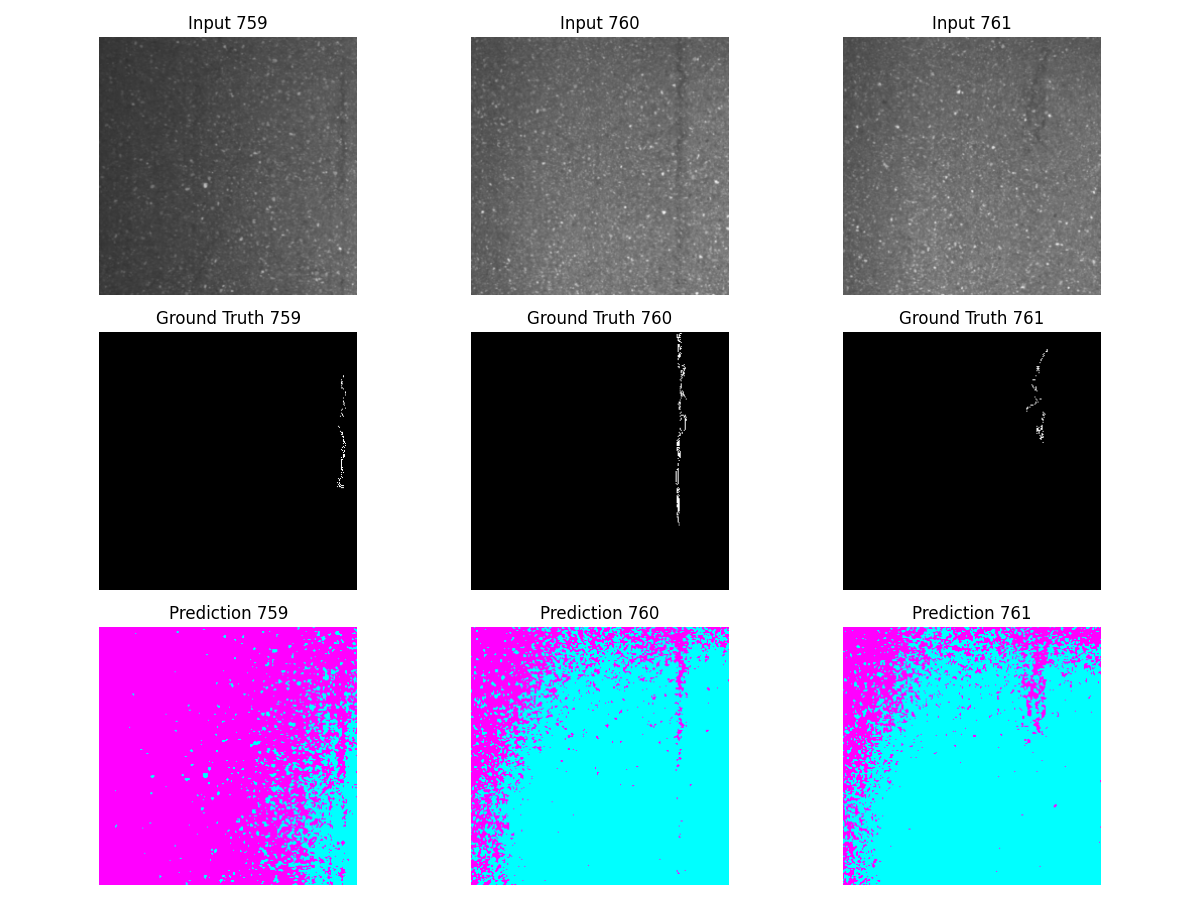 Input 759
Input 760
Input 761
Ground Truth 759
Ground Truth 760
Ground Truth 761
Prediction 759
Prediction 760
Prediction 761